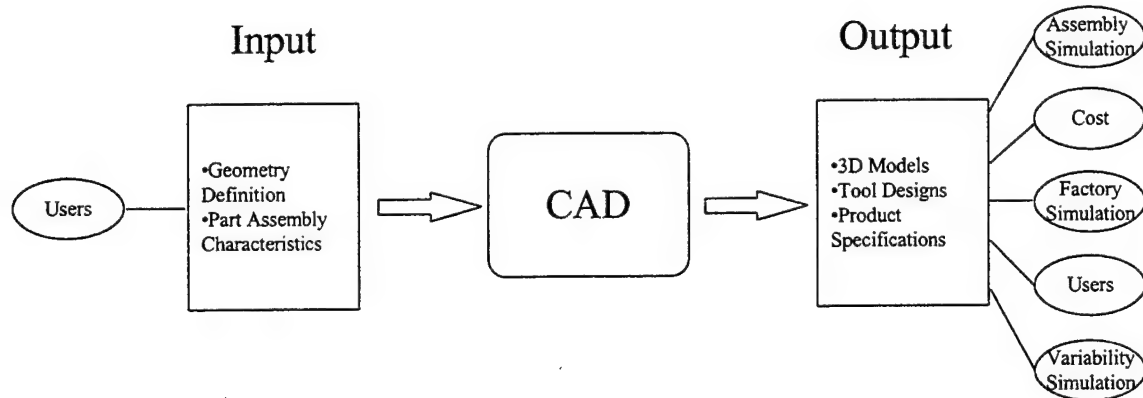 Input
Output
Users
•Geometry
Definition
•Part Assembly
Characteristics
CAD
•3D Models
•Tool Designs
•Product
Specifications
Assembly
Simulation
Cost
Factory
Simulation
Users
Variability
Simulation